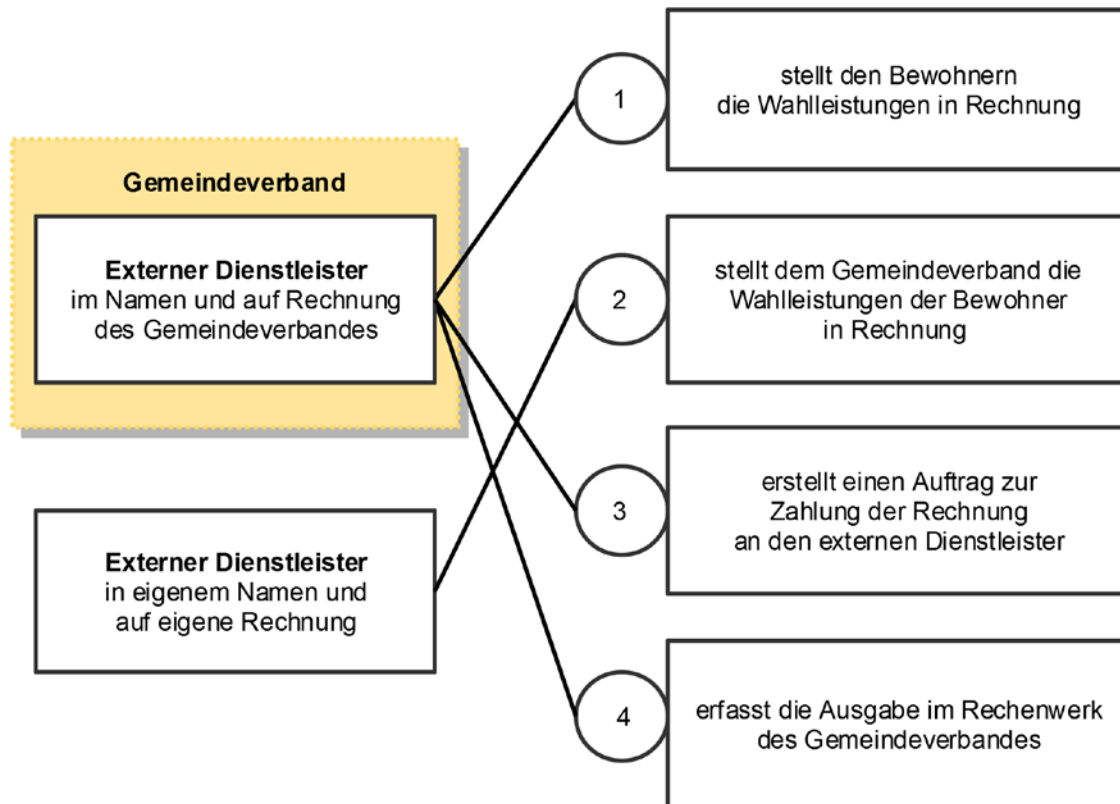 Gemeindeverband
Externer Dienstleister
im Namen und auf Rechnung
des Gemeindeverbandes
Externer Dienstleister
in eigenem Namen und
auf eigene Rechnung
1
stellt den Bewohnern
die Wahlleistungen in Rechnung
2
stellt dem Gemeindeverband die
Wahlleistungen der Bewohner
in Rechnung
3
erstellt einen Auftrag zur
Zahlung der Rechnung
an den externen Dienstleister
4
erfasst die Ausgabe im Rechenwerk
des Gemeindeverbandes